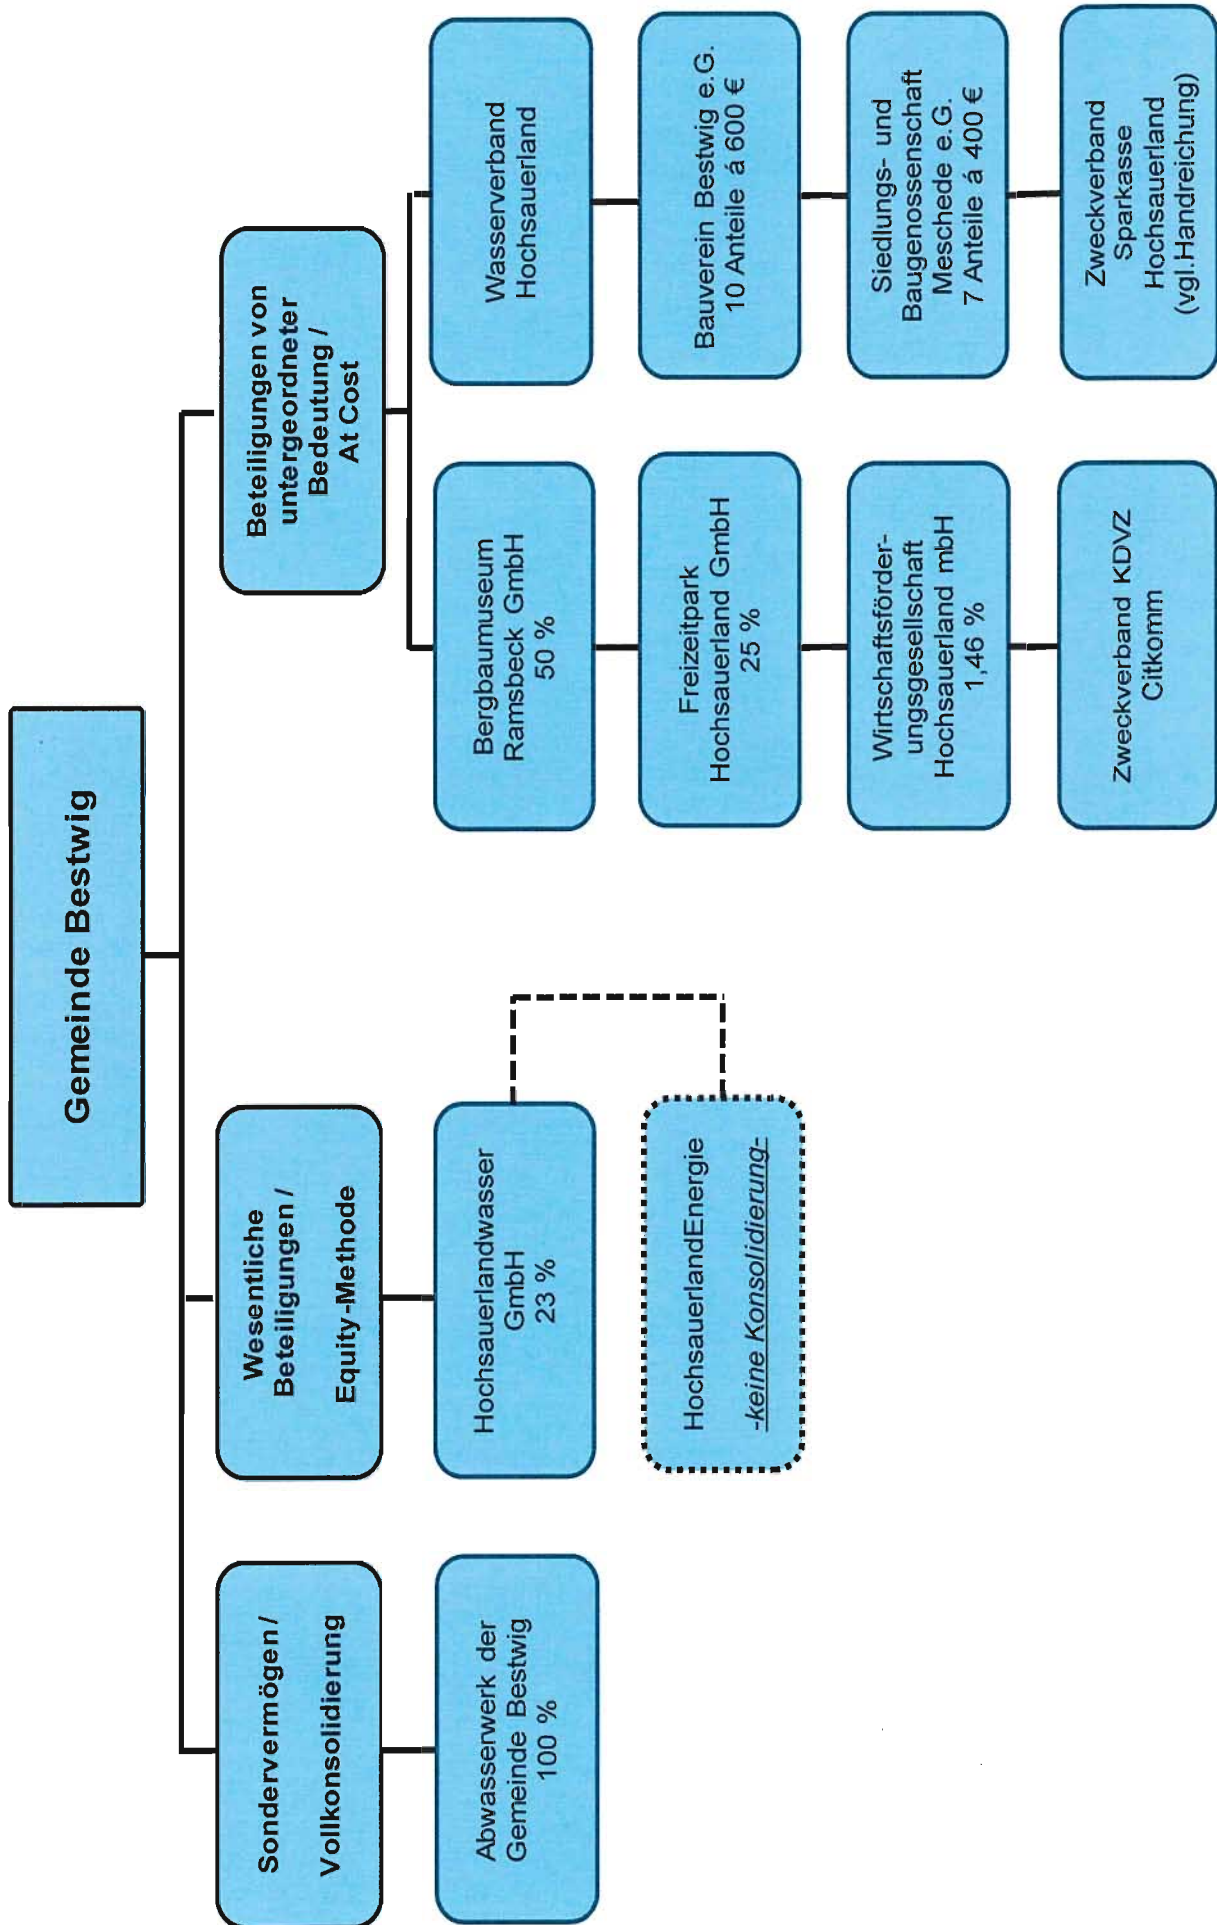 Gemeinde Bestwig
Sondervermögen /
Vollkonsolidierung
Wesentliche
Beteiligungen /
Equity-Methode
Beteiligungen von
untergeordneter
Bedeutung /
At Cost
Abwasserwerk der
Gemeinde Bestwig
100 %
Hochsauerlandwasser
GmbH
23 %
HochsauerlandEnergie
-keine Konsolidierung-
Bergbaumuseum
Ramsbeck GmbH
50 %
Freizeitpark
Hochsauerland GmbH
25 %
Wirtschaftsförder-
ungsgesellschaft
Hochsauerland mbH
1,46 %
Zweckverband KDVZ
Citkomm
Wasserverband
Hochsauerland
Bauverein Bestwig e.G.
10 Anteile á 600 €
Siedlungs- und
Baugenossenschaft
Meschede e.G.
7 Anteile á 400 €
Zweckverband
Sparkasse
Hochsauerland
(vgl.Handreichung)